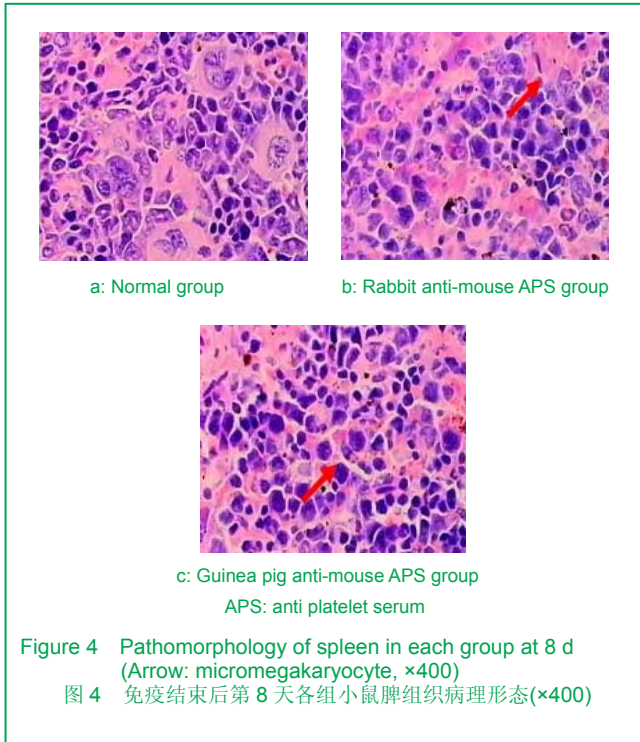 a: Normal group
b: Rabbit anti-mouse APS group
c: Guinea pig anti-mouse APS group
APS: anti platelet serum
Figure 4 Pathomorphology of spleen in each group at 8 d
(Arrow: micromegakaryocyte, ×400)
图 4 免疫结束后第 8 天各组小鼠脾组织病理形态(×400)